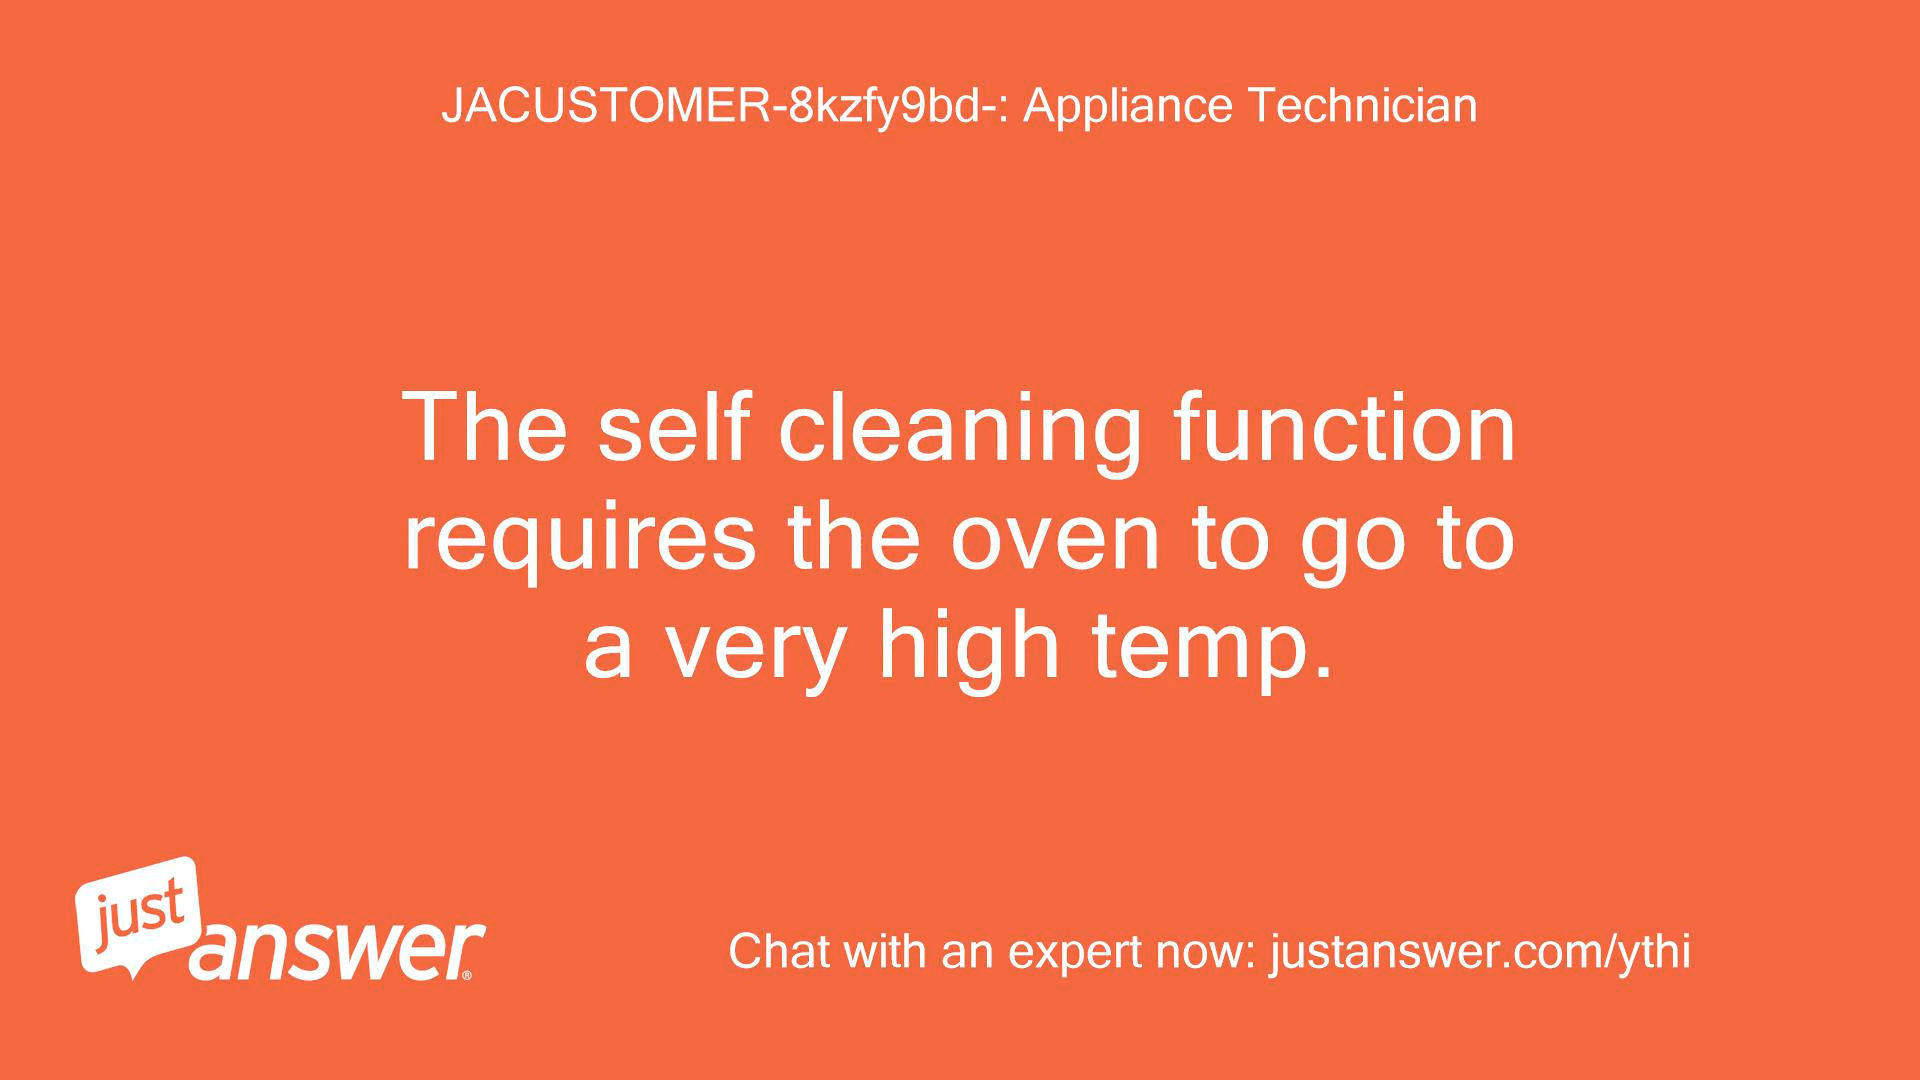 JACUSTOMER-8kzfy9bd-: Appliance Technician
The self cleaning function
requires the oven to go to
a very high temp.
just
answer®
Chat with an expert now: justanswer.com/ythi